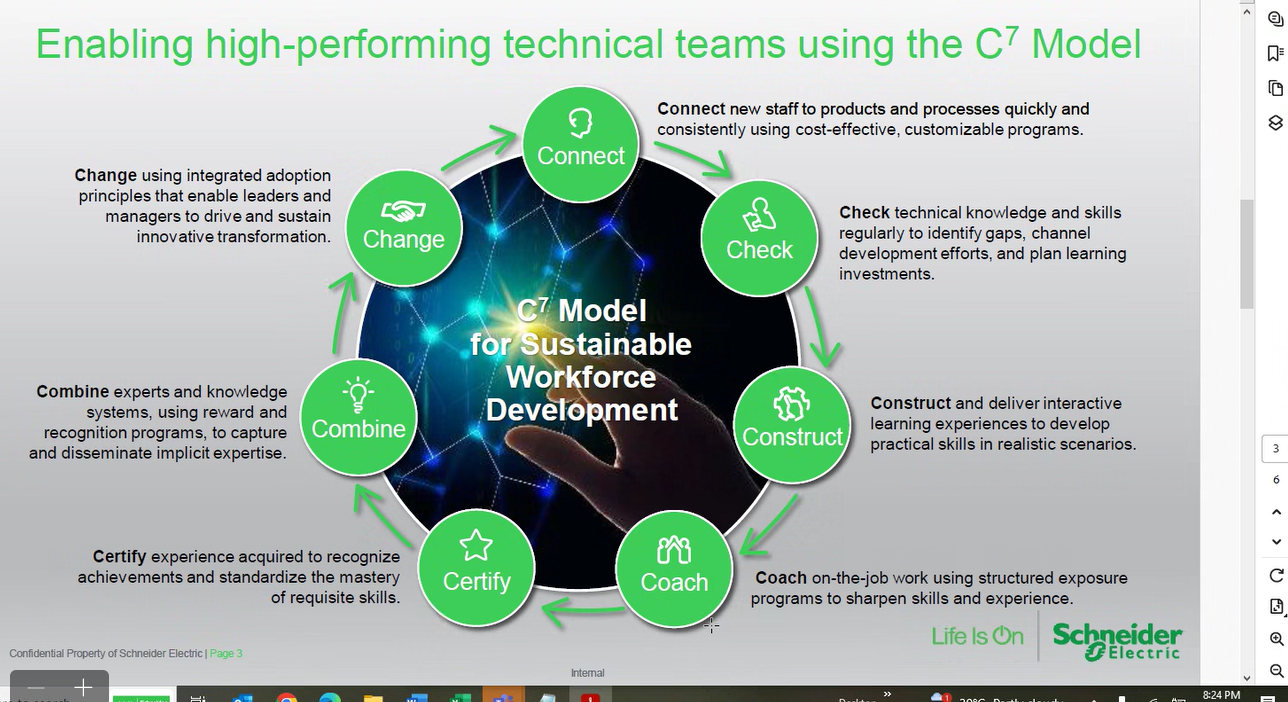 Enabling high-performing technical teams using the C⁷ Model
Connect
Connect new staff to products and processes quickly and
consistently using cost-effective, customizable programs.
Check
Check technical knowledge and skills
regularly to identify gaps, channel
development efforts, and plan learning
investments.
Construct
Construct and deliver interactive
learning experiences to develop
practical skills in realistic scenarios.
Coach
Coach on-the-job work using structured exposure
programs to sharpen skills and experience.
Certify
Certify experience acquired to recognize
achievements and standardize the mastery
of requisite skills.
Combine
Combine experts and knowledge
systems, using reward and
recognition programs, to capture
and disseminate implicit expertise.
Change
Change using integrated adoption
principles that enable leaders and
managers to drive and sustain
innovative transformation.
C⁷ Model
for Sustainable
Workforce
Development
Life Is On
Schneider
Electric
Confidential Property of Schneider Electric | Page 3
Internal
3
6
8:24 PM